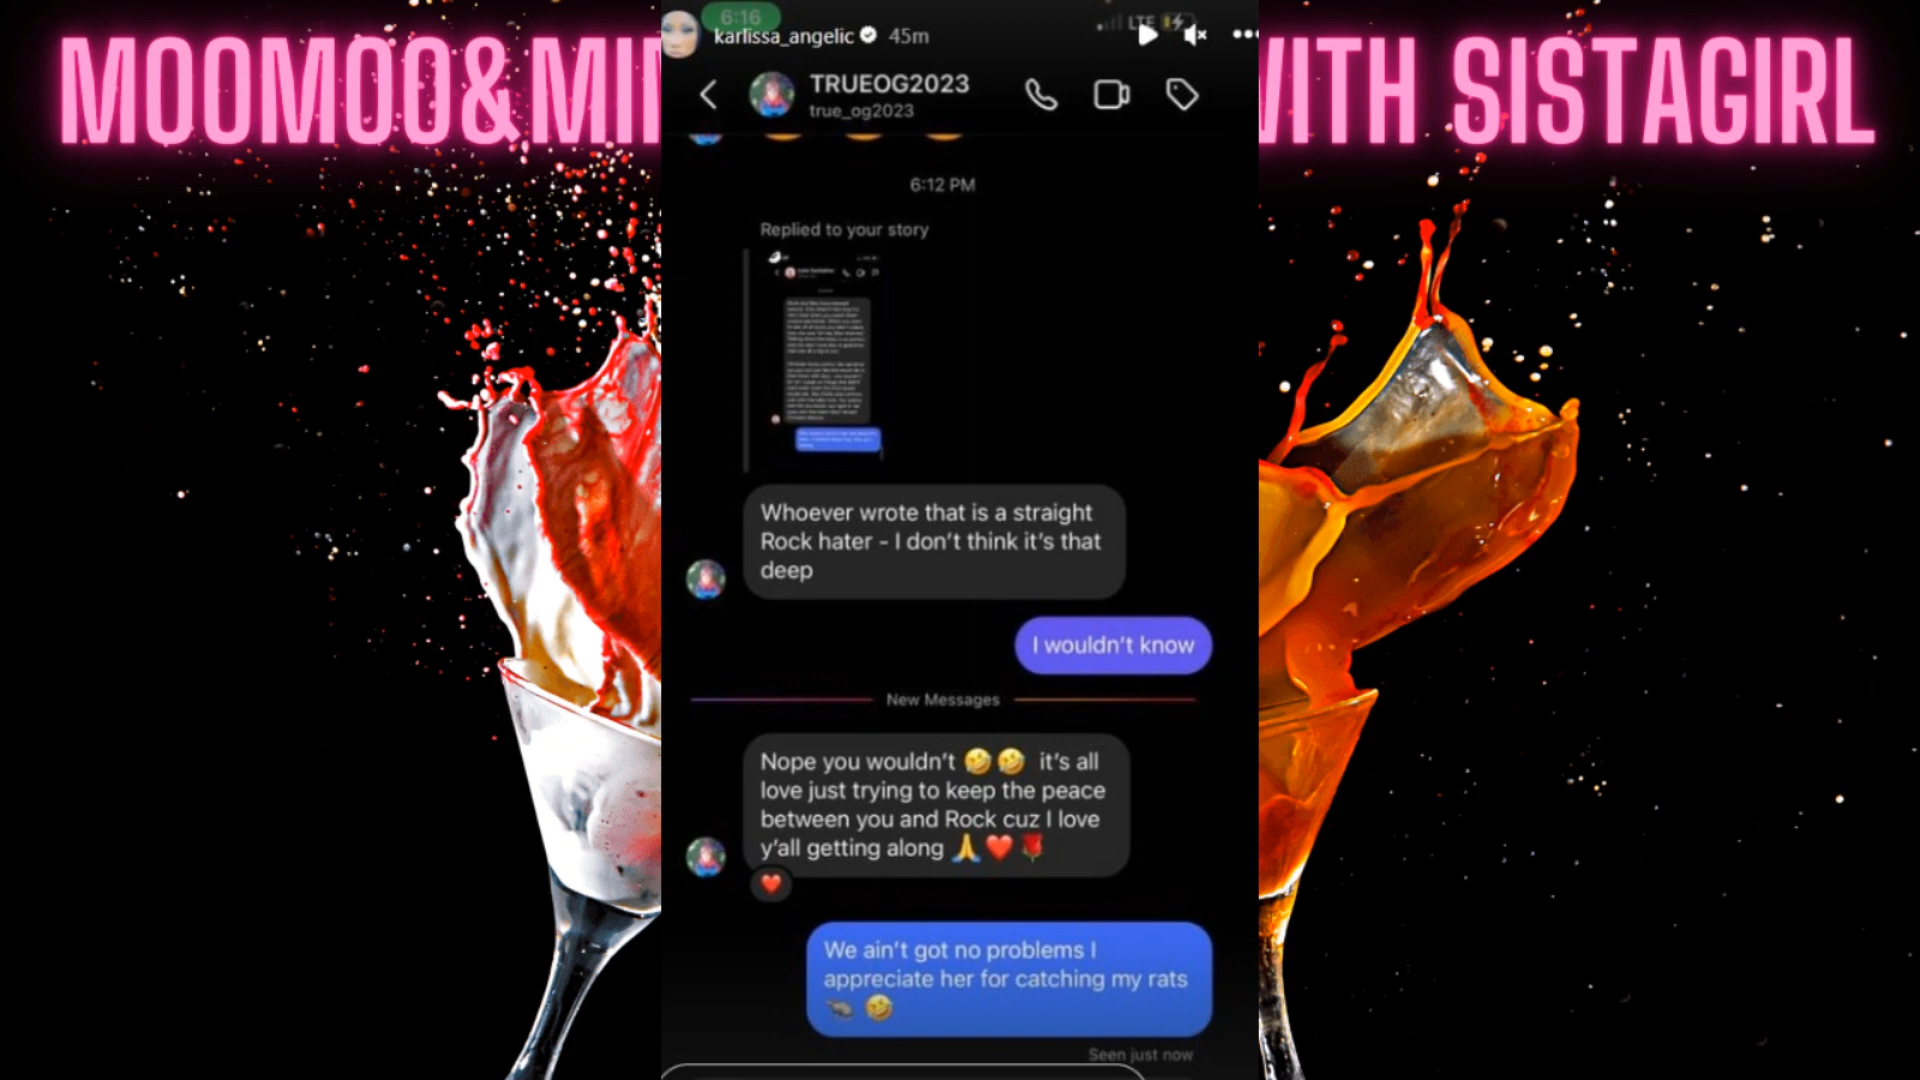 MOOMOO&MI
WITH SISTAGIRL
6:16
LTE
karlissa_angelic 45m
TRUEOG2023
true_og2023
6:12 PM
Replied to your story
Whoever wrote that is a straight
Rock hater - I don't think it's that
deep
I wouldn't know
New Messages
Nope you wouldn't 🤣🤣 it's all
love just trying to keep the peace
between you and Rock cuz I love
y'all getting along 🙏❤️🌹
We ain't got no problems I
appreciate her for catching my rats
🐀 🤣
Seen just now